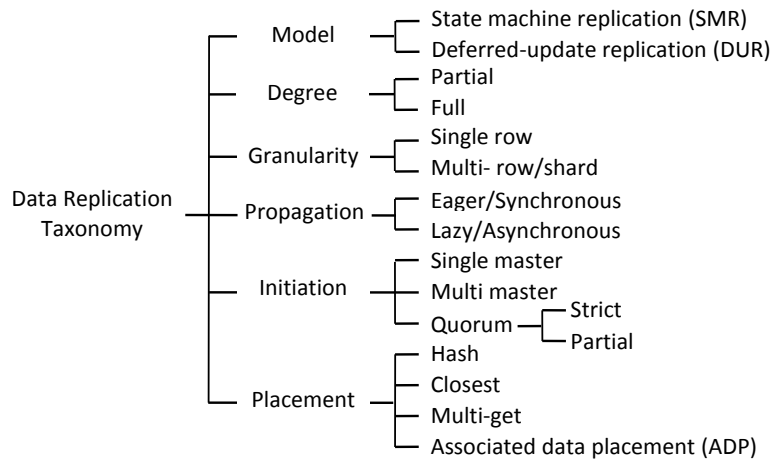 Data Replication
Taxonomy
Model
State machine replication (SMR)
Deferred-update replication (DUR)
Degree
Partial
Full
Granularity
Single row
Multi- row/shard
Propagation
Eager/Synchronous
Lazy/Asynchronous
Initiation
Single master
Multi master
Quorum
Strict
Partial
Placement
Hash
Closest
Multi-get
Associated data placement (ADP)